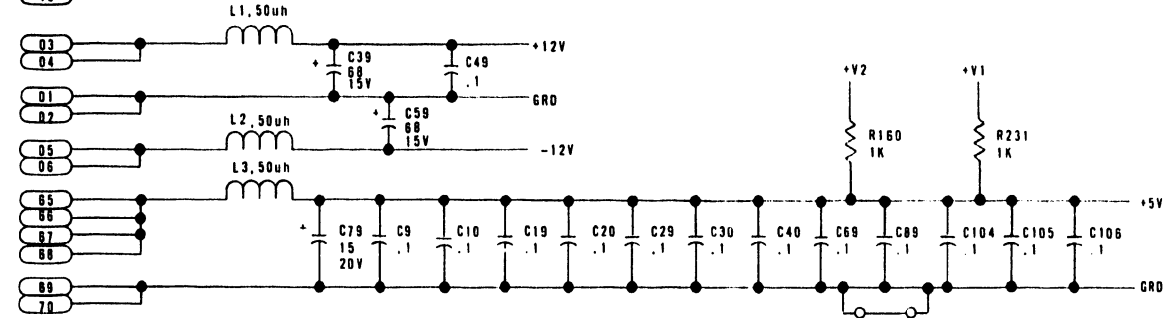 L1,50uh
03
04
+12V
+ C39
68
15V
C49
.1
01
02
GRD
+ C59
68
15V
L2,50uh
05
06
-12V
L3,50uh
+V2
+V1
R160
1K
R231
1K
65
66
67
68
+5V
+ C79
15
20V
C9
.1
C10
.1
C19
.1
C20
.1
C29
.1
C30
.1
C40
.1
C69
.1
C89
.1
C104
.1
C105
.1
C106
.1
69
70
GRD